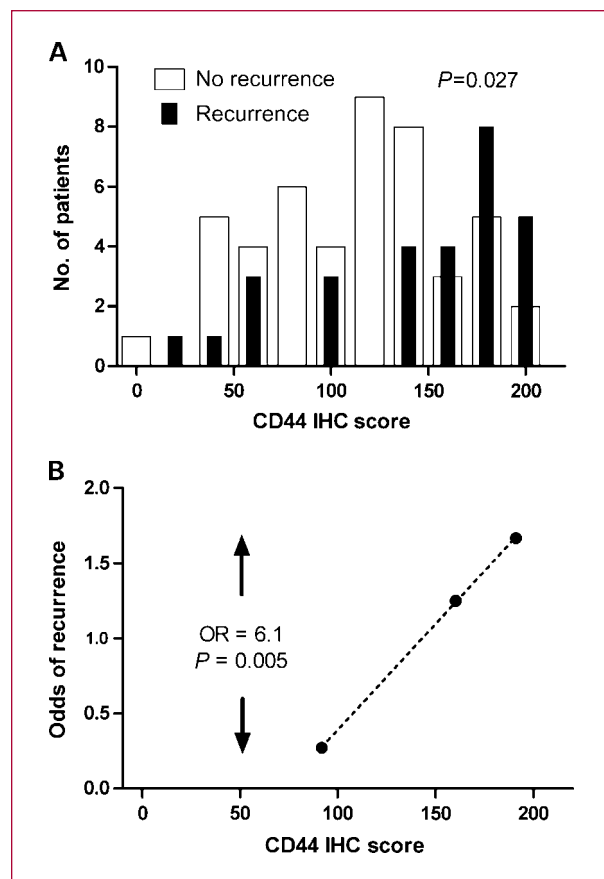 A
No recurrence
Recurrence
P=0.027
10
8
6
4
2
0
No. of patients
0 50 100 150 200
CD44 IHC score
B
2.0
1.5
1.0
0.5
0.0
Odds of recurrence
OR = 6.1
P = 0.005
0 50 100 150 200
CD44 IHC score